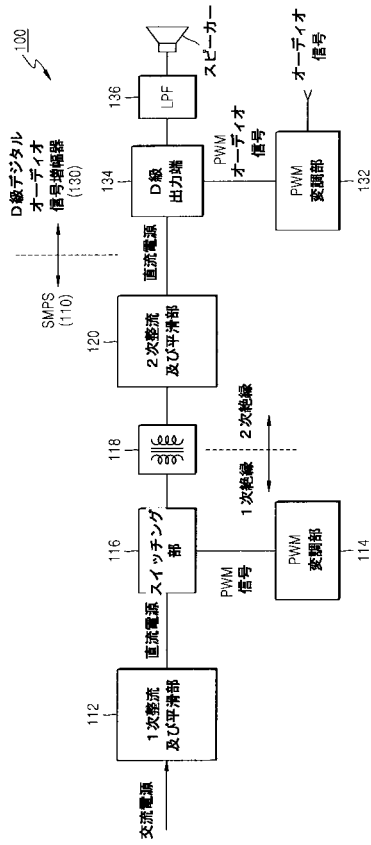 100
D級デジタル
オーディオ
信号増幅器
(130)
SMPS
(110)
交流電源
112
1次整流
及び平滑部
直流電源
116
スイッチング
部
PWM
信号
PWM
変調部
114
118
1次絶縁
2次絶縁
120
2次整流
及び平滑部
直流電源
134
D級
出力端
PWM
オーディオ
信号
PWM
変調部
132
オーディオ
信号
136
LPF
スピーカー